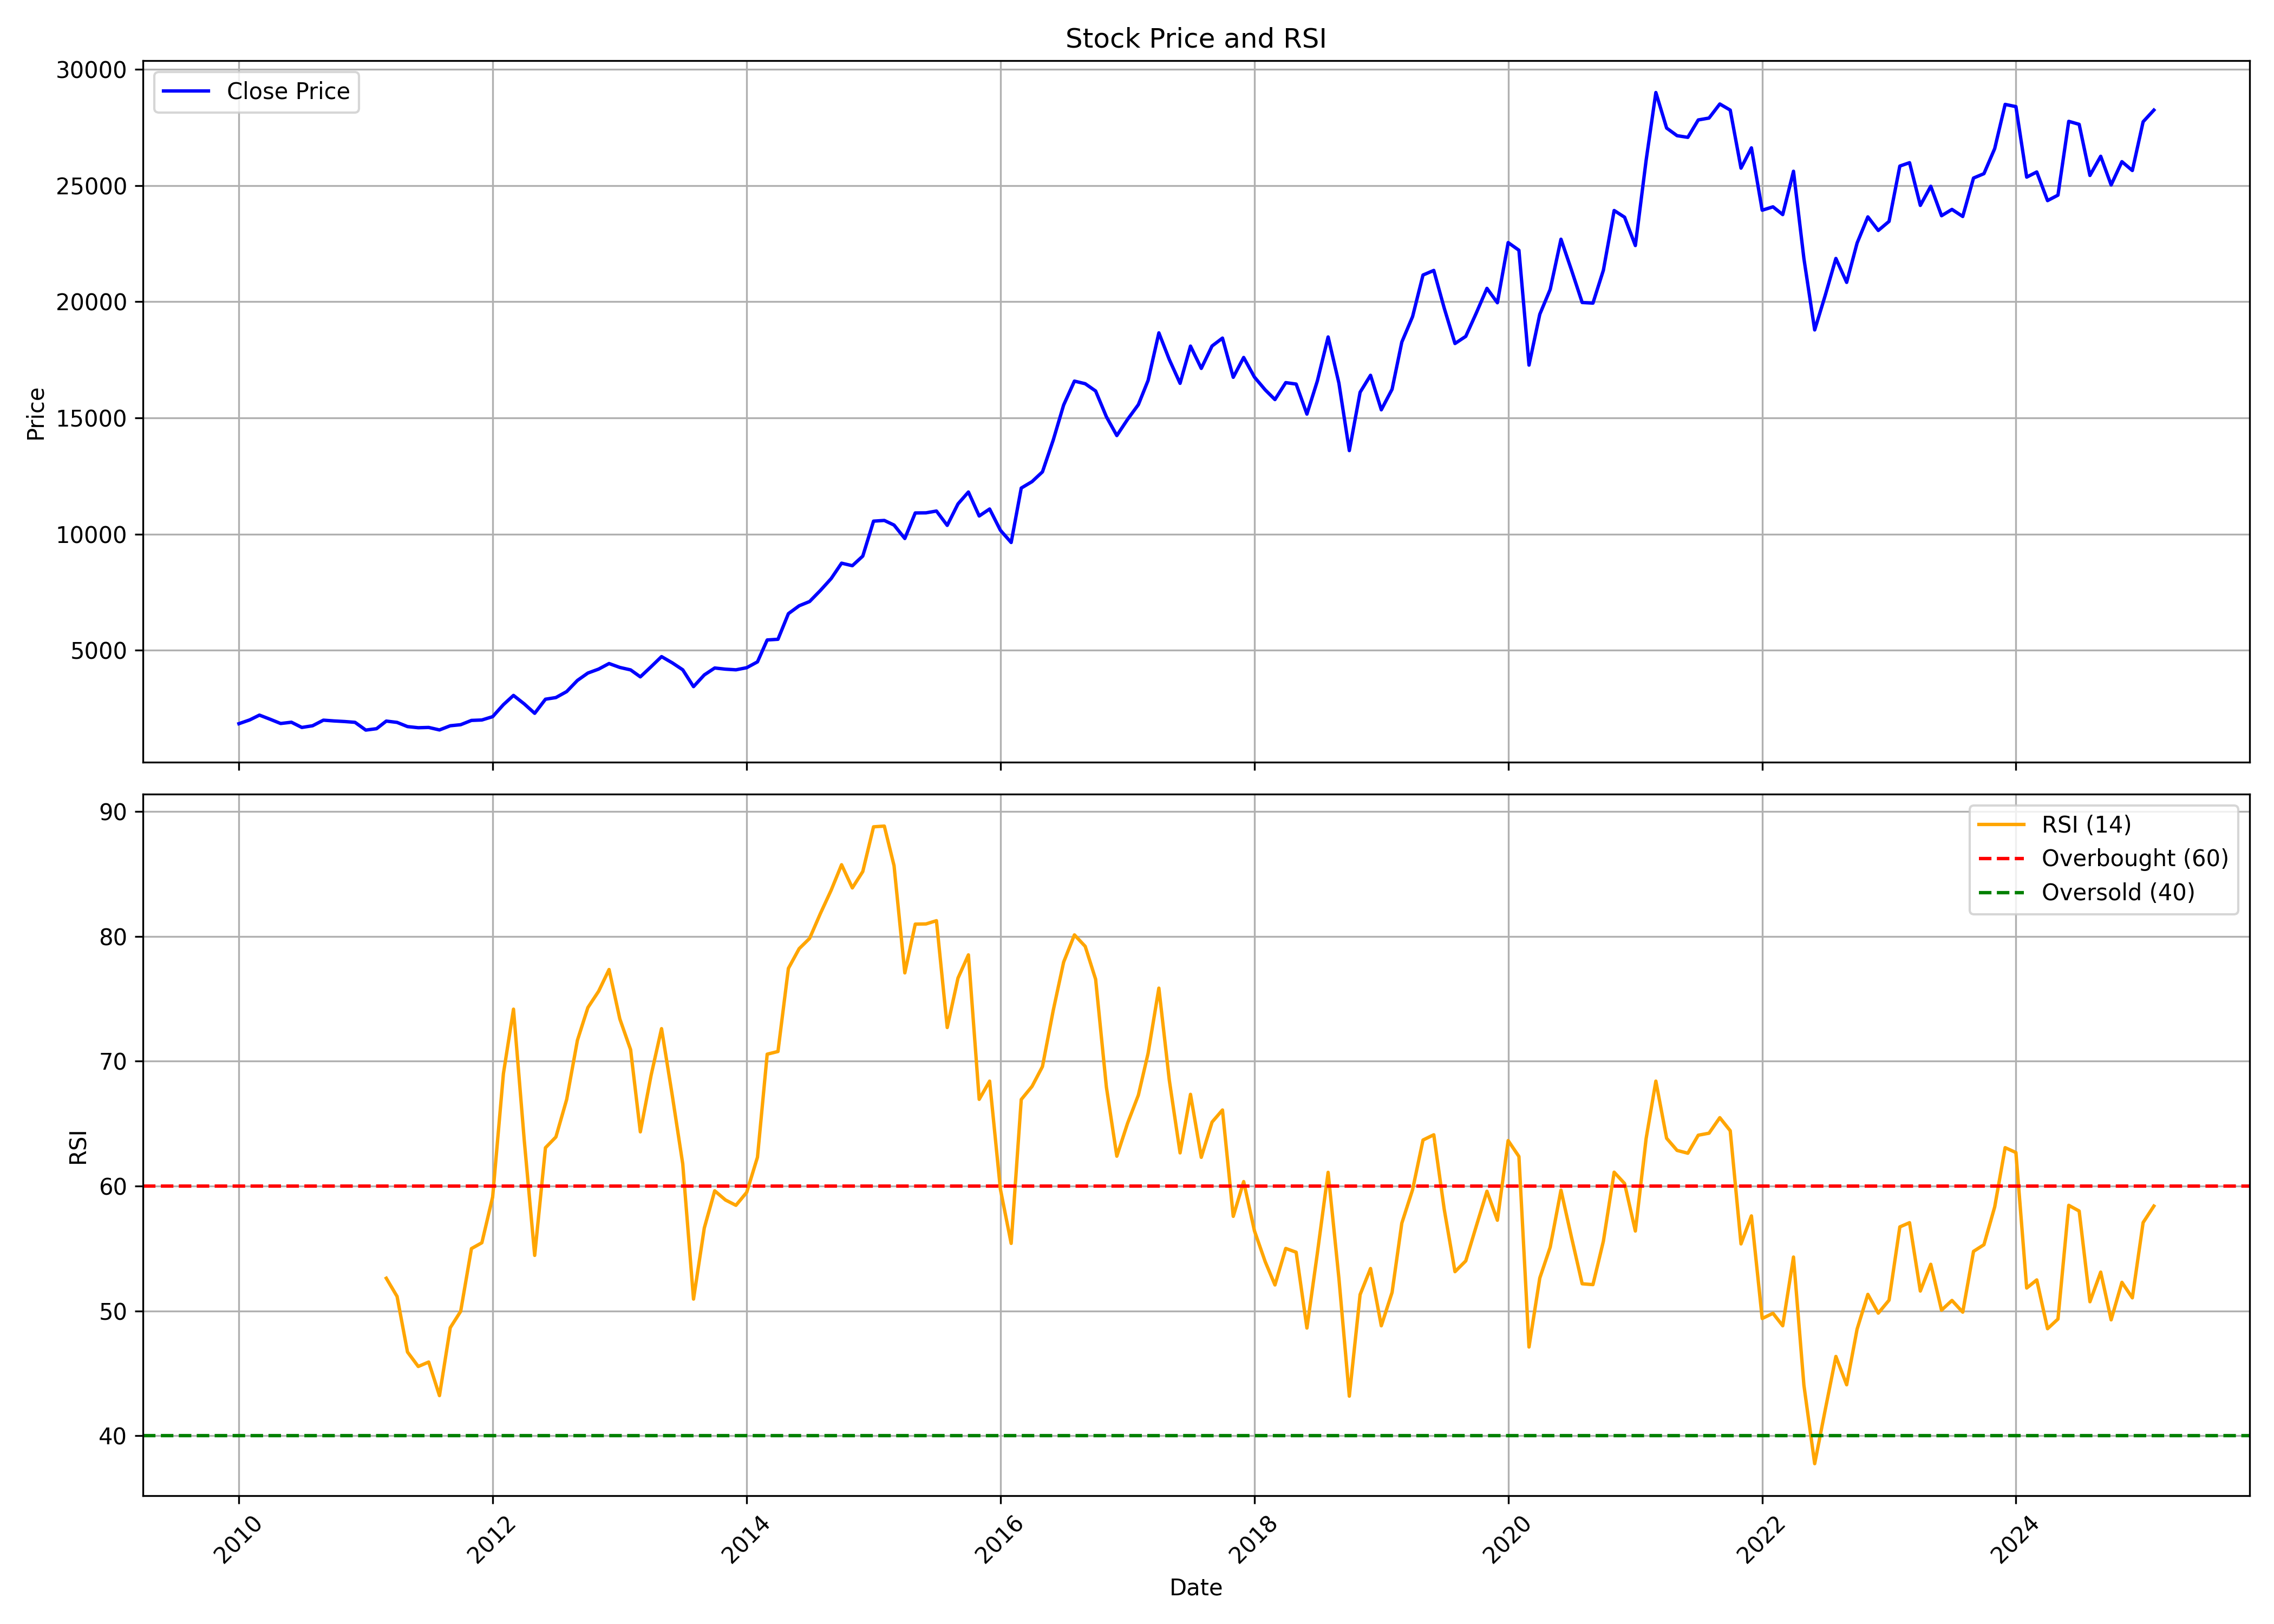 Stock Price and RSI
Close Price
30000
25000
20000
15000
10000
5000
Price
RSI (14)
Overbought (60)
Oversold (40)
90
80
70
60
50
40
RSI
2010 2012 2014 2016 2018 2020 2022 2024
Date